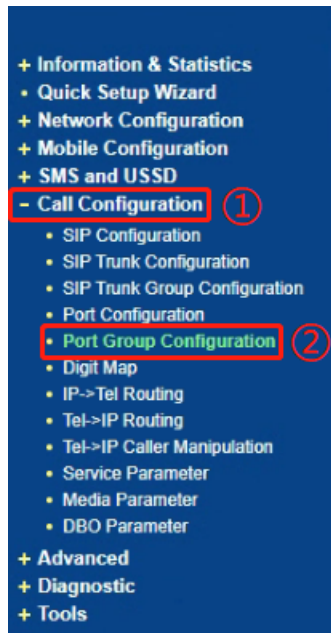 + Information & Statistics
• Quick Setup Wizard
+ Network Configuration
+ Mobile Configuration
+ SMS and USSD
- Call Configuration ①
• SIP Configuration
• SIP Trunk Configuration
• SIP Trunk Group Configuration
• Port Configuration
• Port Group Configuration ②
• Digit Map
• IP->Tel Routing
• Tel->IP Routing
• Tel->IP Caller Manipulation
• Service Parameter
• Media Parameter
• DBO Parameter
+ Advanced
+ Diagnostic
+ Tools